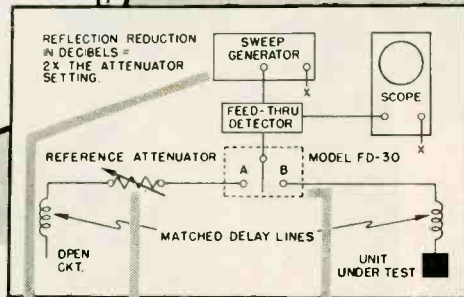 REFLECTION REDUCTION
IN DECIBELS =
2X THE ATTENUATOR
SETTING.
SWEEP
GENERATOR
X
SCOPE
X
FEED-THRU
DETECTOR
REFERENCE ATTENUATOR
A
B
MODEL FD-30
MATCHED DELAY LINES
OPEN
CKT.
UNIT
UNDER TEST